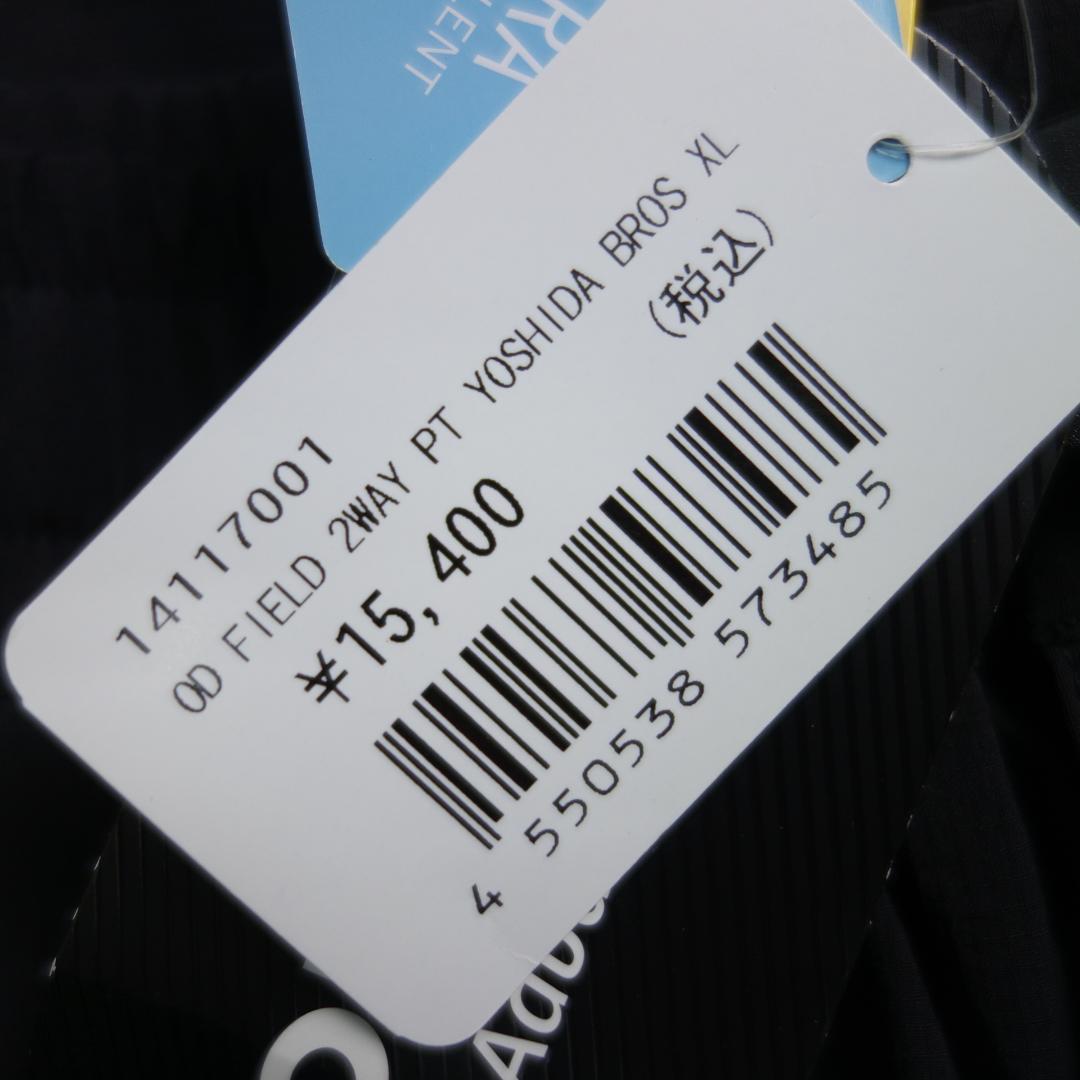 14117001
OD FIELD 2WAY PT YOSHIDA BROS XL
¥15,400 (税込)
4 550538 573485